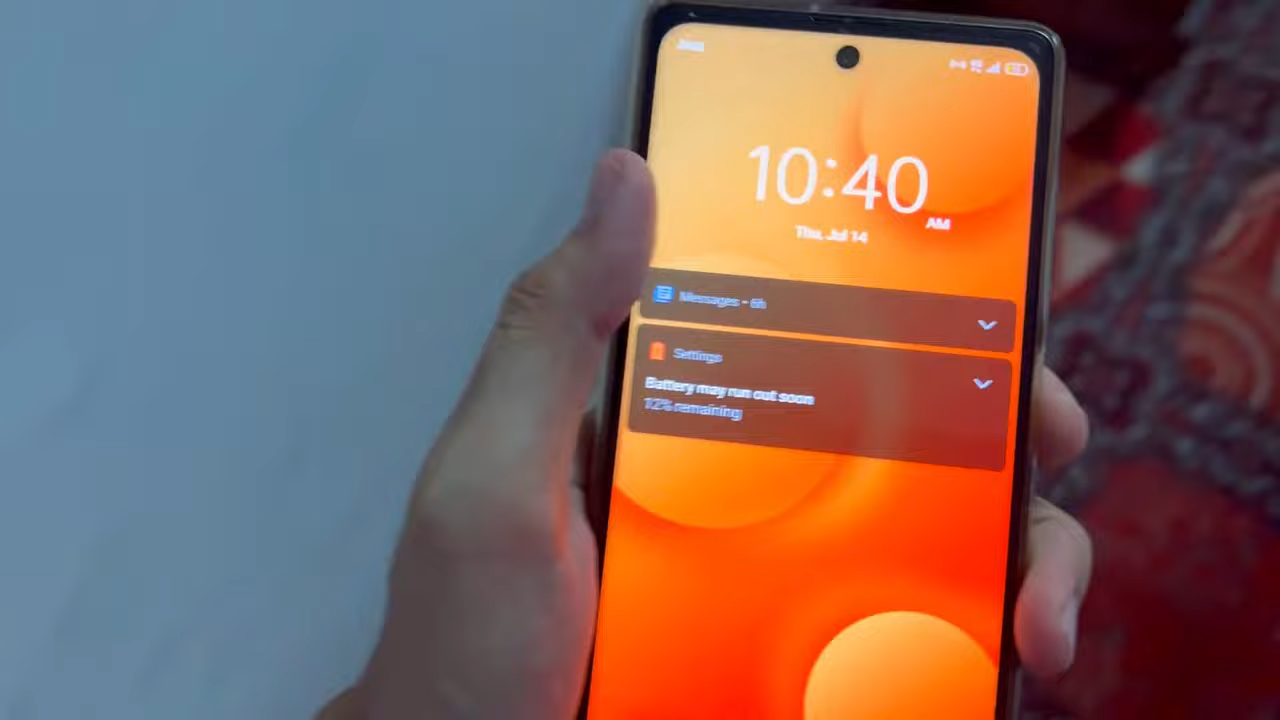 10:40
AM
Thu, Jul 14
Messages • 6h
Settings
Battery may run out soon
12% remaining